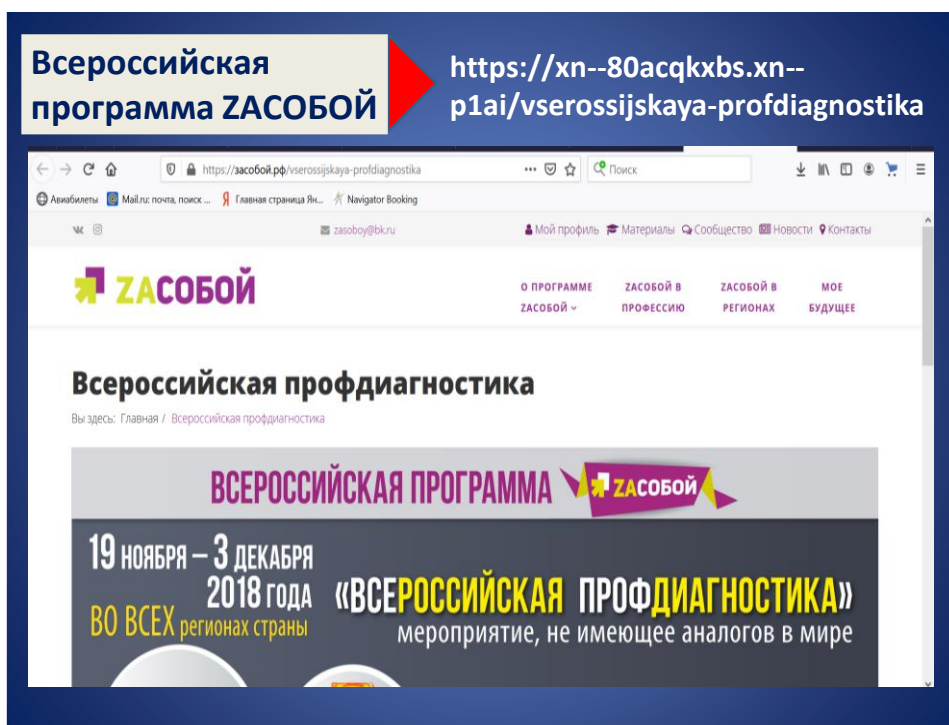 Всероссийская
программа ZАСОБОЙ
https://xn--80acqkxbs.xn--
p1ai/vserossijskaya-profdiagnostika
https://засобой.рф/vserossijskaya-profdiagnostika
Поиск
Авиабилеты Mail.ru: почта, поиск ... Главная страница Ян... Navigator Booking
zasoboy@bk.ru Мой профиль Материалы Сообщество Новости Контакты
ZАСОБОЙ
О ПРОГРАММЕ ZАСОБОЙ В ZАСОБОЙ В МОЕ
ZАСОБОЙ ПРОФЕССИЮ РЕГИОНАХ БУДУЩЕЕ
Всероссийская профдиагностика
Вы здесь: Главная / Всероссийская профдиагностика
ВСЕРОССИЙСКАЯ ПРОГРАММА ZАСОБОЙ
19 НОЯБРЯ – 3 ДЕКАБРЯ
2018 ГОДА
ВО ВСЕХ регионах страны
«ВСЕРОССИЙСКАЯ ПРОФДИАГНОСТИКА»
мероприятие, не имеющее аналогов в мире